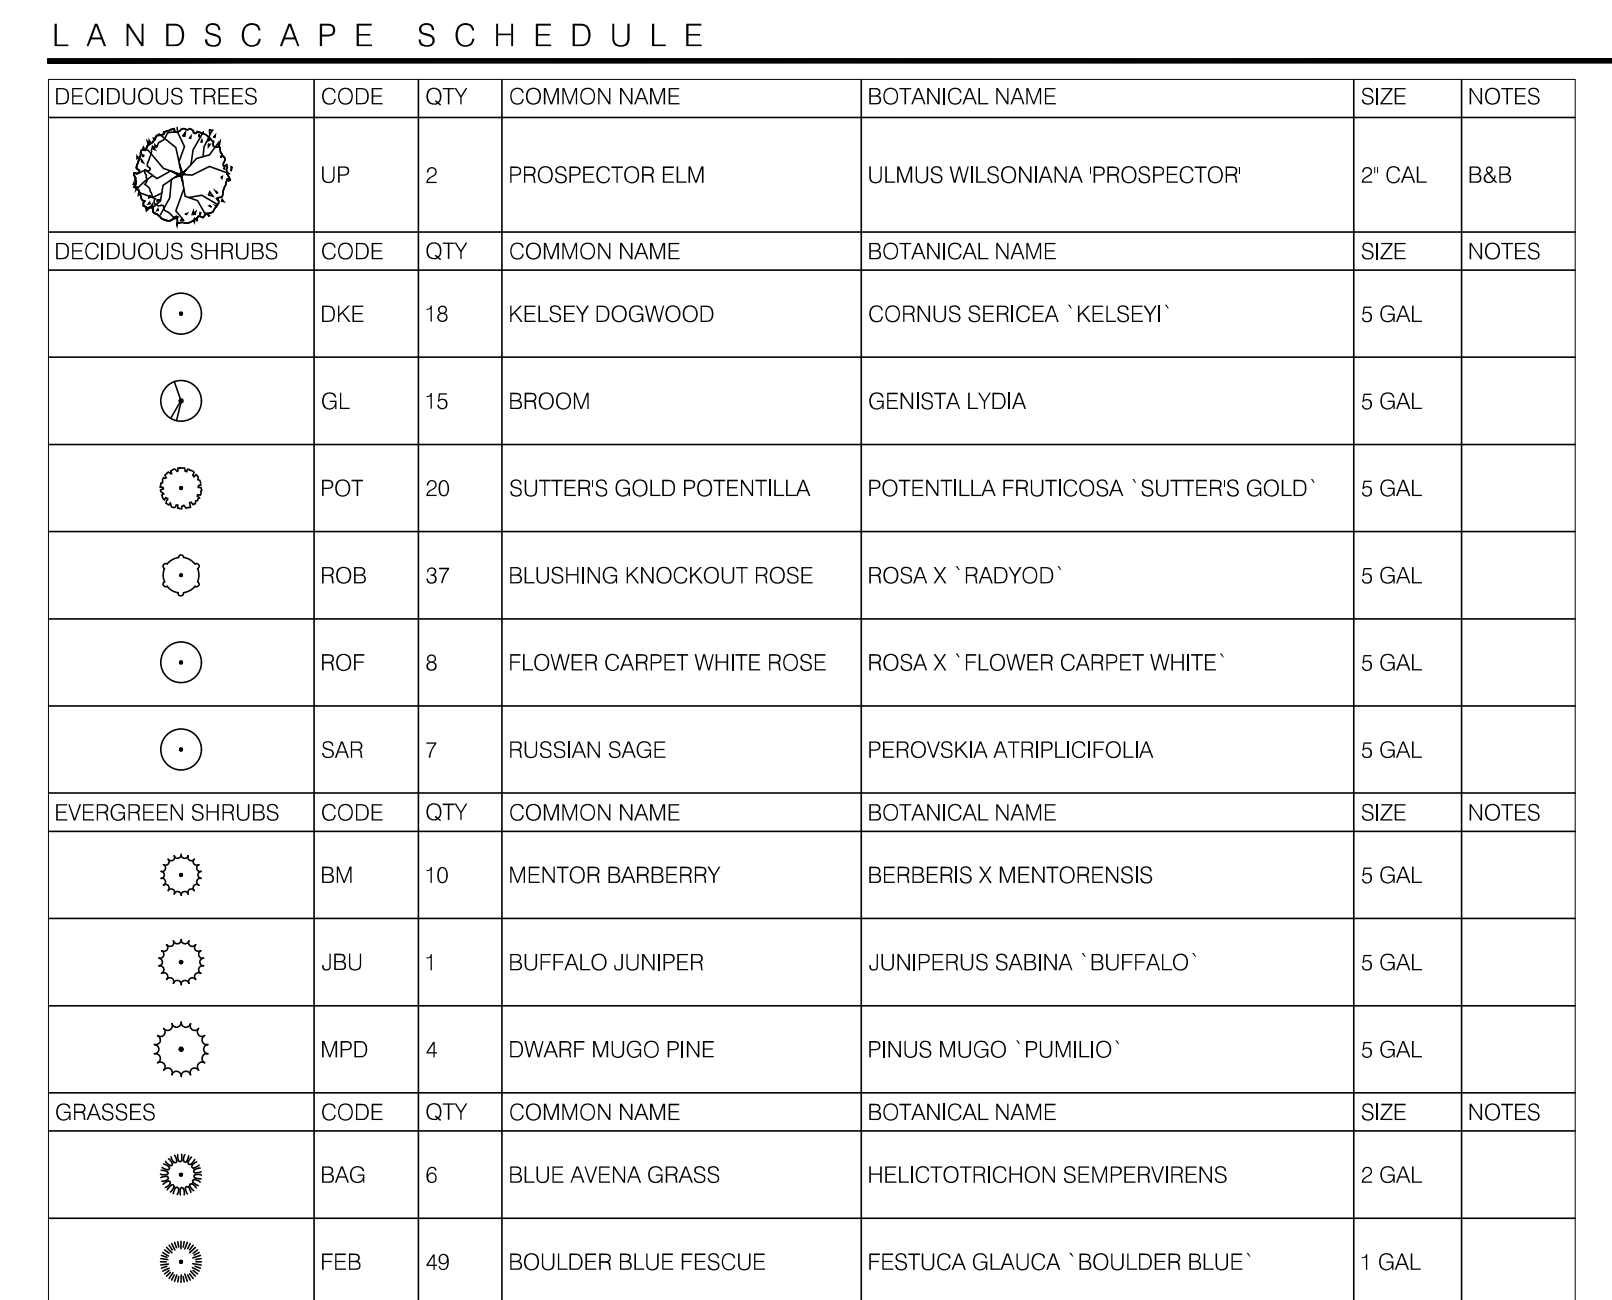 LANDSCAPE SCHEDULE
DECIDUOUS TREES CODE QTY COMMON NAME BOTANICAL NAME SIZE NOTES
UP 2 PROSPECTOR ELM ULMUS WILSONIANA 'PROSPECTOR' 2" CAL B&B
DECIDUOUS SHRUBS CODE QTY COMMON NAME BOTANICAL NAME SIZE NOTES
DKE 18 KELSEY DOGWOOD CORNUS SERICEA `KELSEYI` 5 GAL
GL 15 BROOM GENISTA LYDIA 5 GAL
POT 20 SUTTER'S GOLD POTENTILLA POTENTILLA FRUTICOSA `SUTTER'S GOLD` 5 GAL
ROB 37 BLUSHING KNOCKOUT ROSE ROSA X `RADYOD` 5 GAL
ROF 8 FLOWER CARPET WHITE ROSE ROSA X `FLOWER CARPET WHITE` 5 GAL
SAR 7 RUSSIAN SAGE PEROVSKIA ATRIPLICIFOLIA 5 GAL
EVERGREEN SHRUBS CODE QTY COMMON NAME BOTANICAL NAME SIZE NOTES
BM 10 MENTOR BARBERRY BERBERIS X MENTORENSIS 5 GAL
JBU 1 BUFFALO JUNIPER JUNIPERUS SABINA `BUFFALO` 5 GAL
MPD 4 DWARF MUGO PINE PINUS MUGO `PUMILIO` 5 GAL
GRASSES CODE QTY COMMON NAME BOTANICAL NAME SIZE NOTES
BAG 6 BLUE AVENA GRASS HELICTOTRICHON SEMPERVIRENS 2 GAL
FEB 49 BOULDER BLUE FESCUE FESTUCA GLAUCA `BOULDER BLUE` 1 GAL